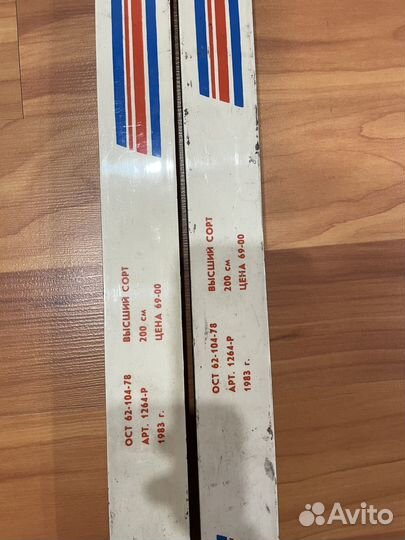 ОСТ 62-104-78 ВЫСШИЙ СОРТ
АРТ. 1264-Р 200 см
1983 г. ЦЕНА 69-00
ОСТ 62-104-78 ВЫСШИЙ СОРТ
АРТ. 1264-Р 200 см
1983 г. ЦЕНА 69-00
Avito